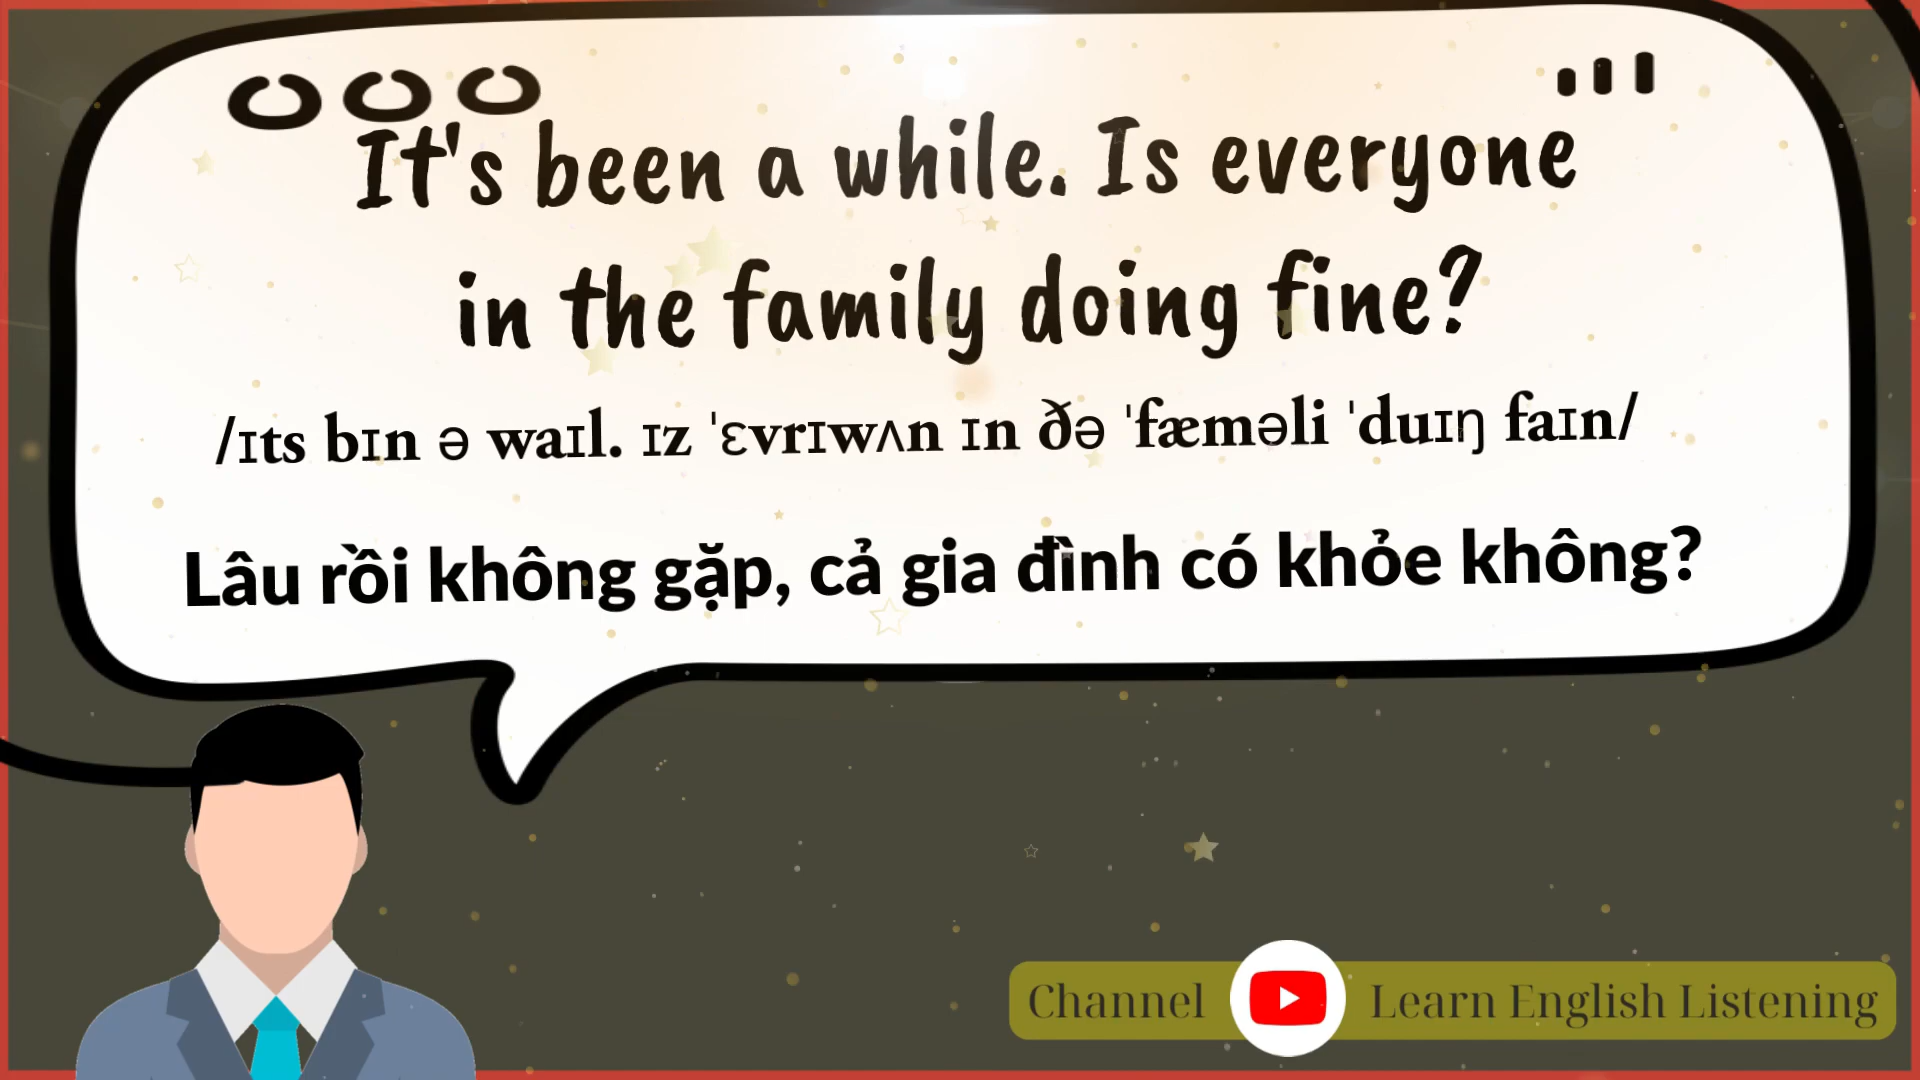 It's been a while. Is everyone
in the family doing fine?
/ɪts bɪn ə waɪl. ɪz ˈɛvrɪwʌn ɪn ðə ˈfæməli ˈduɪŋ faɪn/
Lâu rồi không gặp, cả gia đình có khỏe không?
Channel Learn English Listening